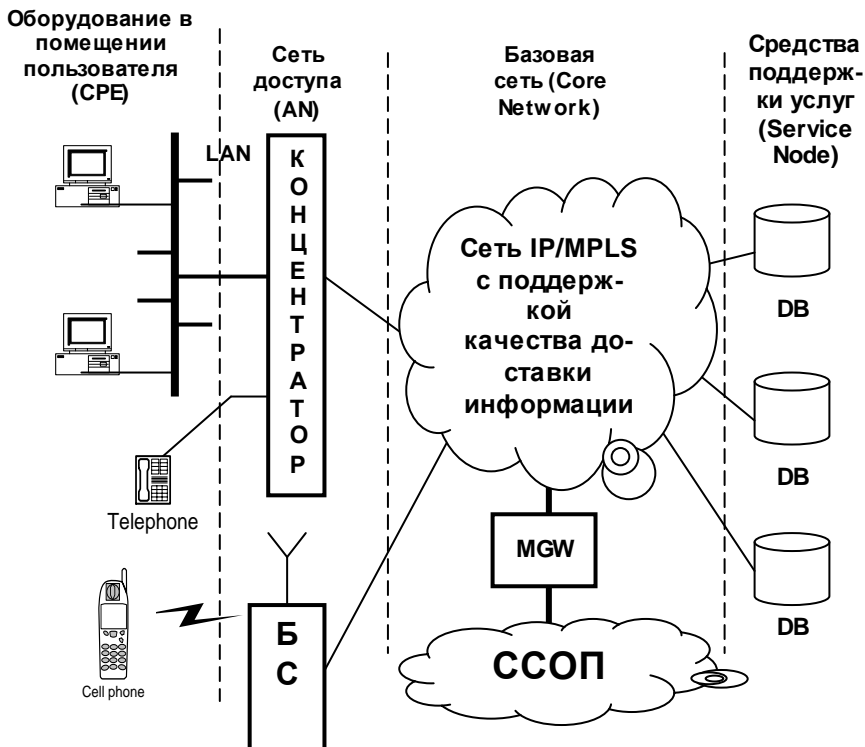 Оборудование в
помещении
пользователя
(CPE)
Сеть
доступа
(AN)
Базовая
сеть (Core
Network)
Средства
поддерж-
ки услуг
(Service
Node)
LAN
К
О
Н
Ц
Е
Н
Т
Р
А
Т
О
Р
Сеть IP/MPLS
с поддерж-
кой
качества до-
ставки
информации
DB
DB
DB
Telephone
MGW
Cell phone
Б
С
ССОП